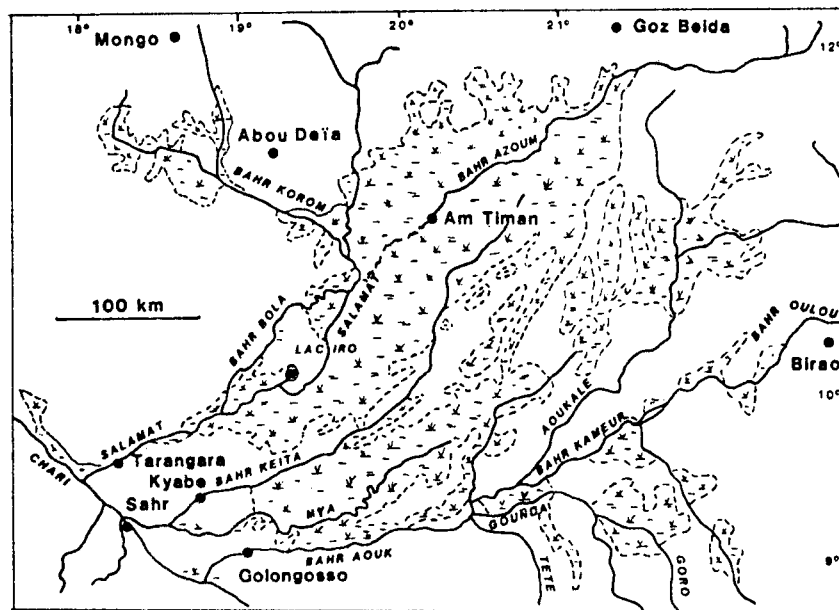 18° 19° 20° 21°
Mongo
Goz Beida
12°
Abou Deïa
BAHR AZOUM
BAHR KOROM
Am Timan
100 km
BAHR BOLA
SALAMAT
LAC IRO
BAHR OULOU
Birao
10°
AOUKALE
BAHR KAMEUR
SALAMAT
CHARI
Tarangara
BAHR KEITA
Kyabe
Sahr
MYA
GOUNDA
BAHR AOUK
Golongosso
TETE
GORO
9°